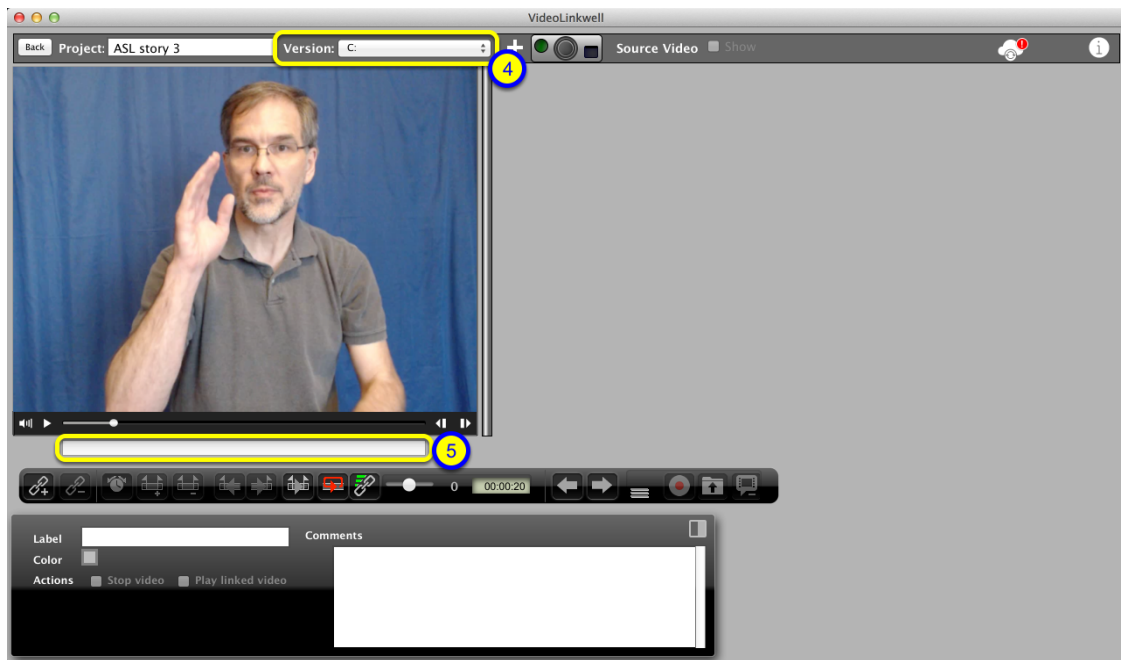 VideoLinkwell
Back Project: ASL story 3 Version: C: Source Video Show
4
5
0 00:00:20
Label Comments
Color
Actions Stop video Play linked video